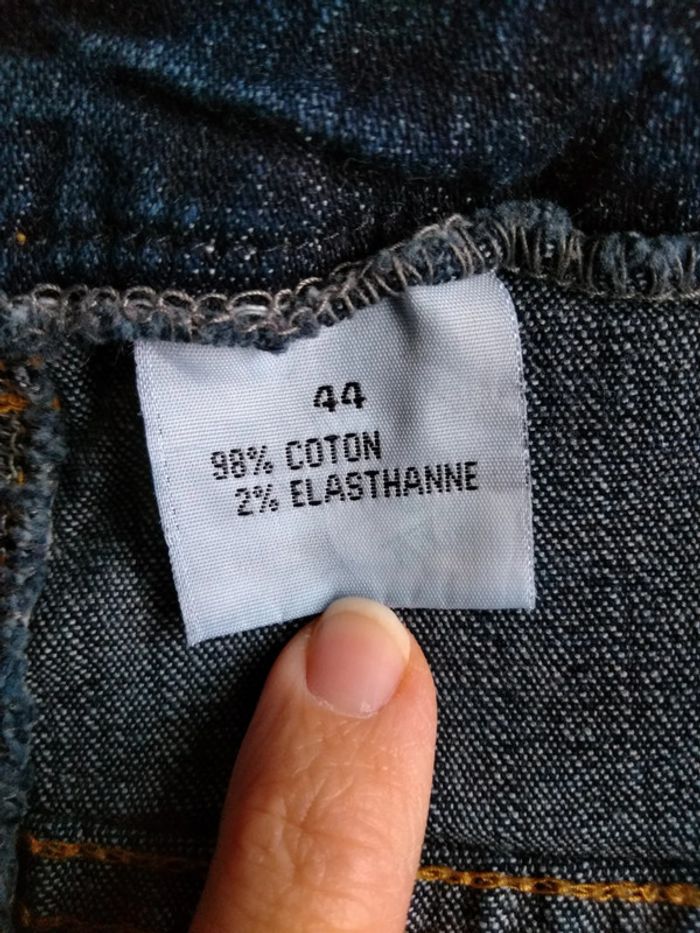 44
98% COTON
2% ELASTHANNE